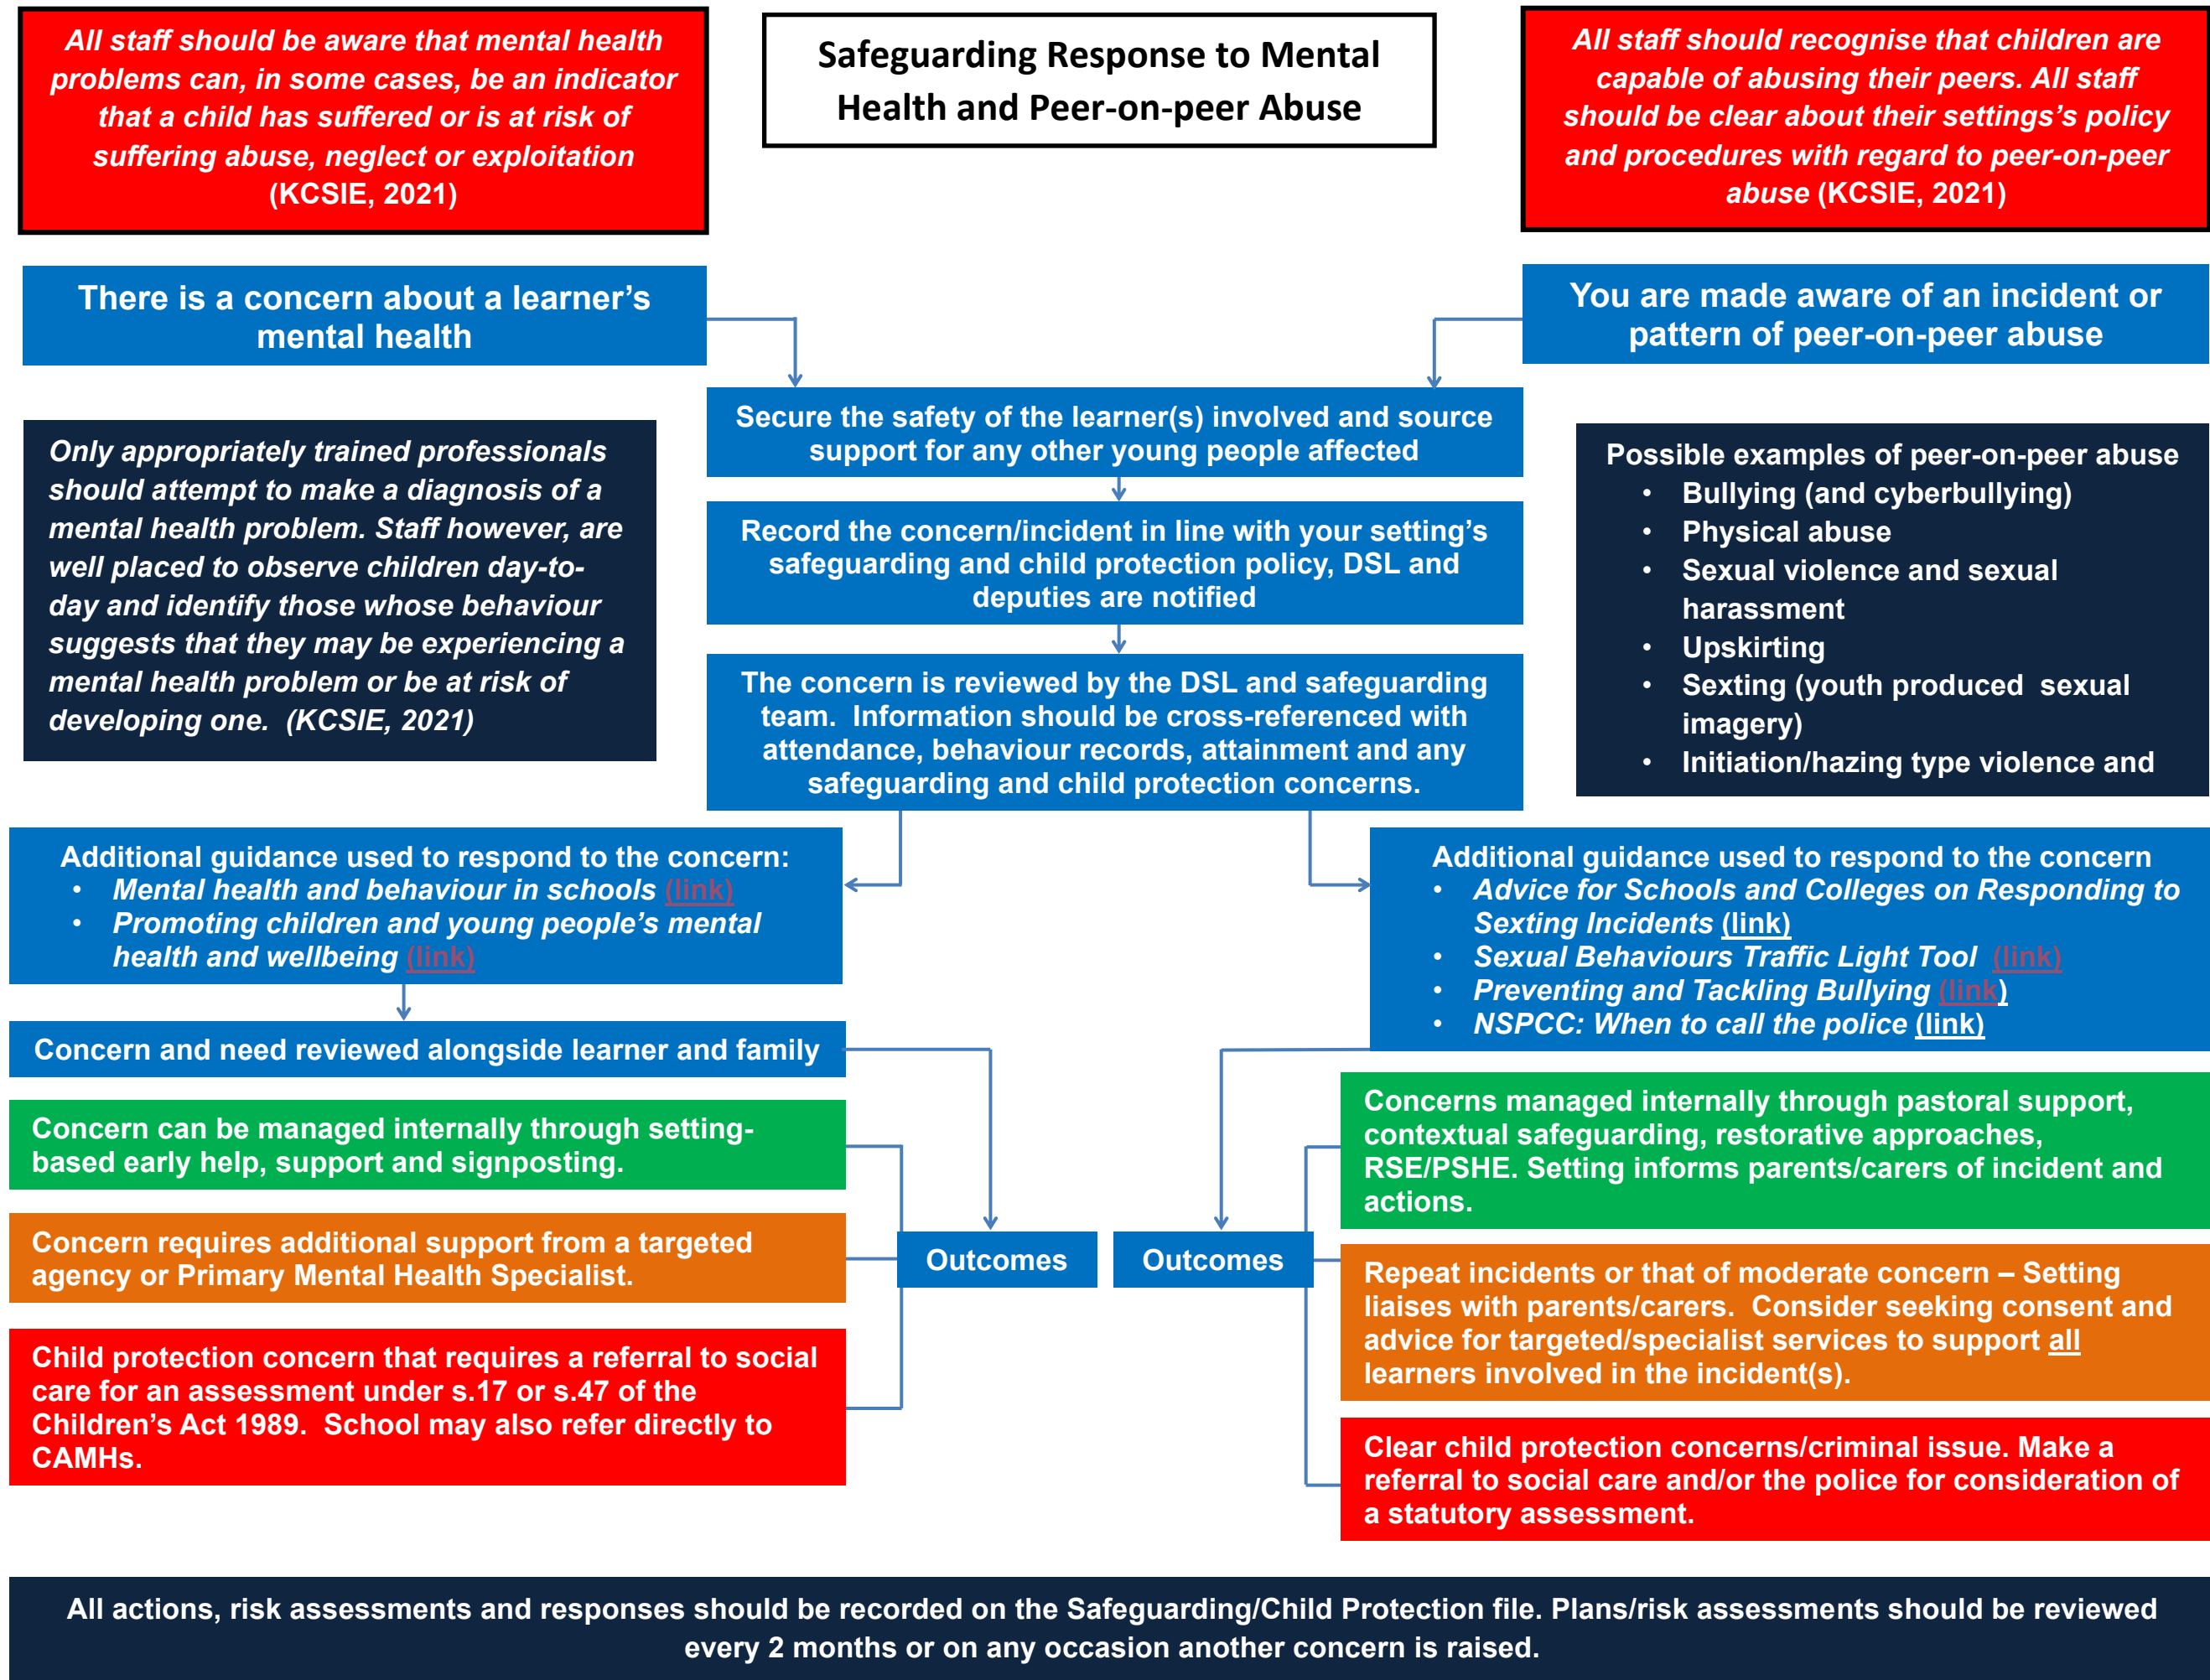 All staff should be aware that mental health
problems can, in some cases, be an indicator
that a child has suffered or is at risk of
suffering abuse, neglect or exploitation
(KCSIE, 2021)
Safeguarding Response to Mental
Health and Peer-on-peer Abuse
All staff should recognise that children are
capable of abusing their peers. All staff
should be clear about their settings's policy
and procedures with regard to peer-on-peer
abuse (KCSIE, 2021)
There is a concern about a learner’s
mental health
You are made aware of an incident or
pattern of peer-on-peer abuse
Secure the safety of the learner(s) involved and source
support for any other young people affected
Only appropriately trained professionals
should attempt to make a diagnosis of a
mental health problem. Staff however, are
well placed to observe children day-to-
day and identify those whose behaviour
suggests that they may be experiencing a
mental health problem or be at risk of
developing one. (KCSIE, 2021)
Record the concern/incident in line with your setting’s
safeguarding and child protection policy, DSL and
deputies are notified
Possible examples of peer-on-peer abuse
• Bullying (and cyberbullying)
• Physical abuse
• Sexual violence and sexual
harassment
• Upskirting
• Sexting (youth produced sexual
imagery)
• Initiation/hazing type violence and
The concern is reviewed by the DSL and safeguarding
team. Information should be cross-referenced with
attendance, behaviour records, attainment and any
safeguarding and child protection concerns.
Additional guidance used to respond to the concern:
• Mental health and behaviour in schools (link)
• Promoting children and young people’s mental
health and wellbeing (link)
Additional guidance used to respond to the concern
• Advice for Schools and Colleges on Responding to
Sexting Incidents (link)
• Sexual Behaviours Traffic Light Tool (link)
• Preventing and Tackling Bullying (link)
• NSPCC: When to call the police (link)
Concern and need reviewed alongside learner and family
Concern can be managed internally through setting-
based early help, support and signposting.
Concern requires additional support from a targeted
agency or Primary Mental Health Specialist.
Child protection concern that requires a referral to social
care for an assessment under s.17 or s.47 of the
Children’s Act 1989. School may also refer directly to
CAMHs.
Outcomes
Outcomes
Concerns managed internally through pastoral support,
contextual safeguarding, restorative approaches,
RSE/PSHE. Setting informs parents/carers of incident and
actions.
Repeat incidents or that of moderate concern – Setting
liaises with parents/carers. Consider seeking consent and
advice for targeted/specialist services to support all
learners involved in the incident(s).
Clear child protection concerns/criminal issue. Make a
referral to social care and/or the police for consideration of
a statutory assessment.
All actions, risk assessments and responses should be recorded on the Safeguarding/Child Protection file. Plans/risk assessments should be reviewed
every 2 months or on any occasion another concern is raised.